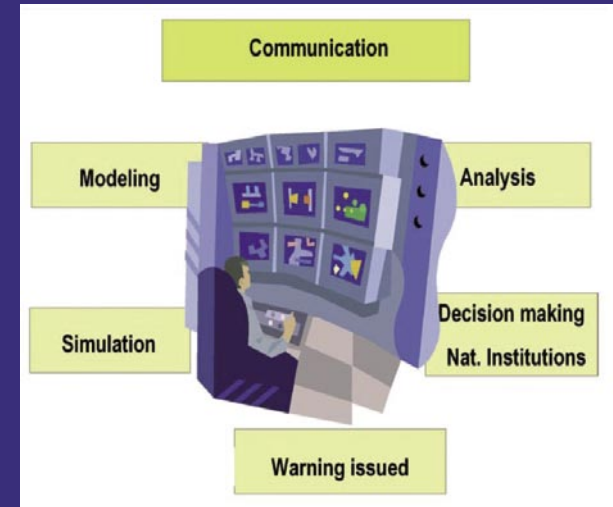 Communication
Modeling
Analysis
Simulation
Decision making
Nat. Institutions
Warning issued